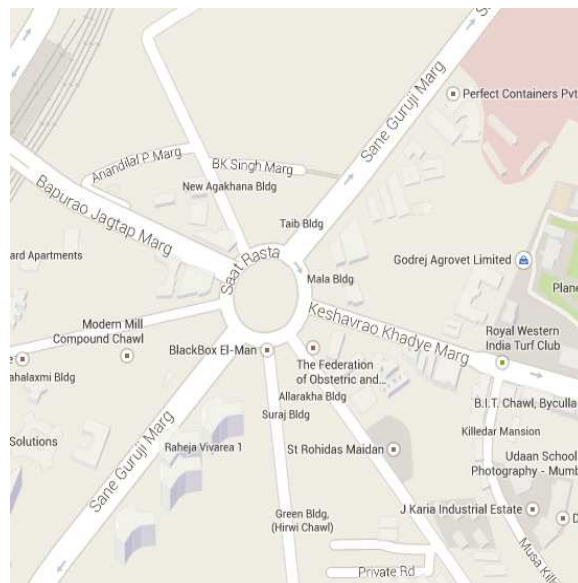 Sane Guruji Marg
Perfect Containers Pvt
Anandilal P Marg
BK Singh Marg
New Agakhana Bldg
Bapurao Jagtap Marg
Taib Bldg
Saat Rasta
ard Apartments
Godrej Agrovet Limited
Mala Bldg
Plane
Keshavrao Khadye Marg
Modern Mill
Compound Chawl
Royal Western
India Turf Club
BlackBox El-Man
The Federation
of Obstetric and...
ahalaxmi Bldg
Allarakha Bldg
Suraj Bldg
B.I.T. Chawl, Byculla
Killedar Mansion
Solutions
Sane Guruji Marg
Raheja Vivarea 1
St Rohidas Maidan
Udaan School
Photography - Mumb
Green Bldg,
(Hirwi Chawl)
J Karia Industrial Estate
D
Musa Kille
Private Rd